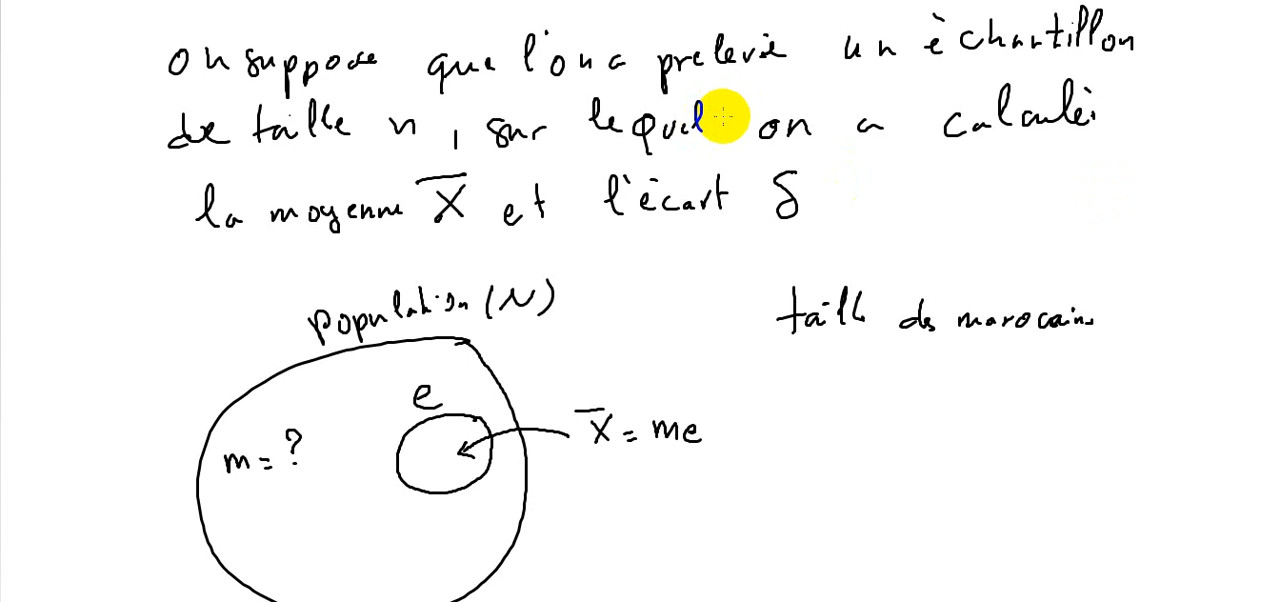 on suppose que l'on a prelevé un échantillon
de taille n, sur lequel on a calculé
la moyenne X̅ et l'écart δ
population (N)
taille des marocains
e
m = ?
X̅ = me